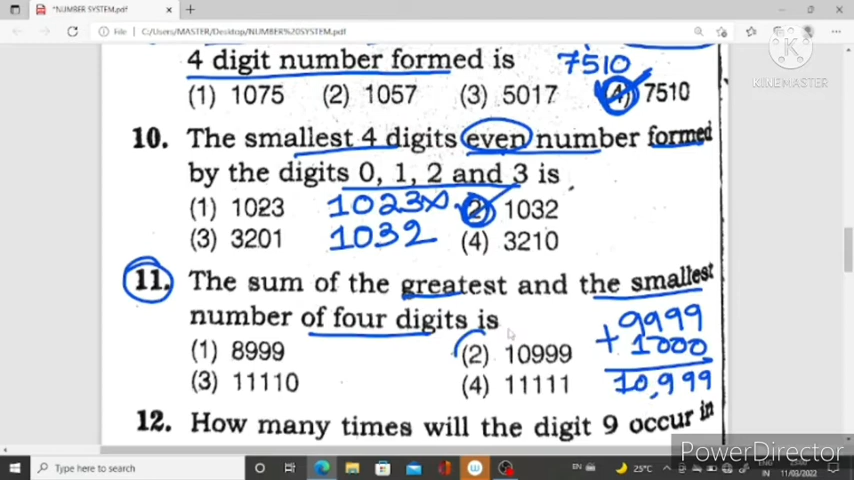 *NUMBER SYSTEM.pdf
File | C:/Users/MASTER/Desktop/NUMBER%20SYSTEM.pdf
4 digit number formed is 7510
(1) 1075 (2) 1057 (3) 5017 (4) 7510
K
KINEMASTER
10. The smallest 4 digits even number formed
by the digits 0, 1, 2 and 3 is
(1) 1023 1023 (2) 1032
(3) 3201 1032 (4) 3210
11. The sum of the greatest and the smallest
number of four digits is 9999
(1) 8999 (2) 10999 + 1000
(3) 11110 (4) 11111 10,999
12. How many times will the digit 9 occur in
PowerDirector
Type here to search
25°C
ENG
IN
11/03/2022